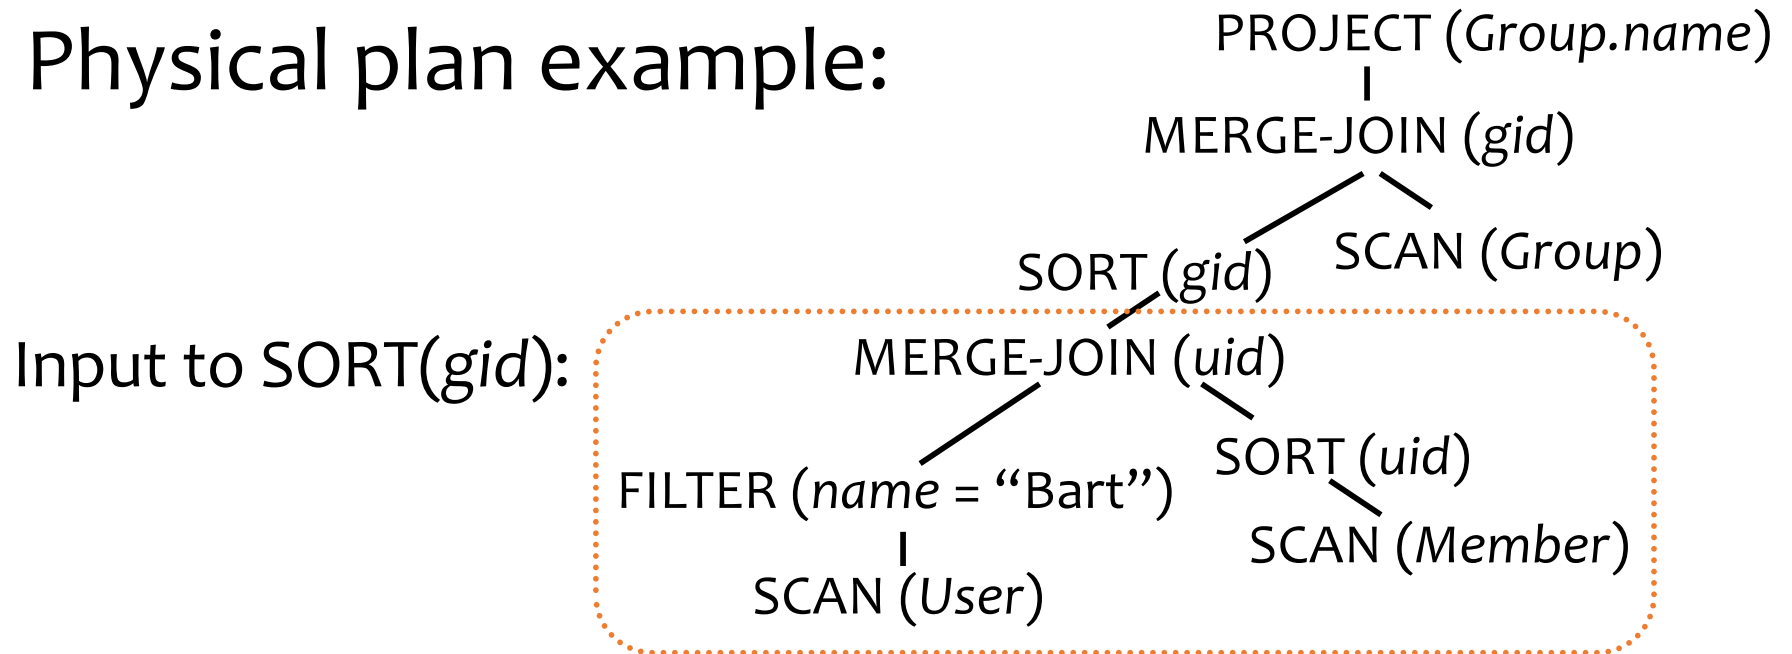 Physical plan example:
PROJECT (Group.name)
MERGE-JOIN (gid)
SORT (gid)
SCAN (Group)
Input to SORT(gid):
MERGE-JOIN (uid)
FILTER (name = “Bart”)
SORT (uid)
SCAN (User)
SCAN (Member)